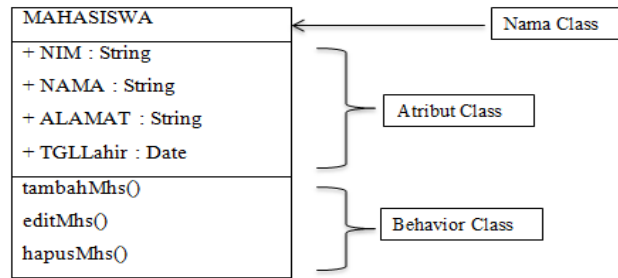 MAHASISWA
+ NIM : String
+ NAMA : String
+ ALAMAT : String
+ TGLLahir : Date
tambahMhs()
editMhs()
hapusMhs()
Nama Class
Atribut Class
Behavior Class